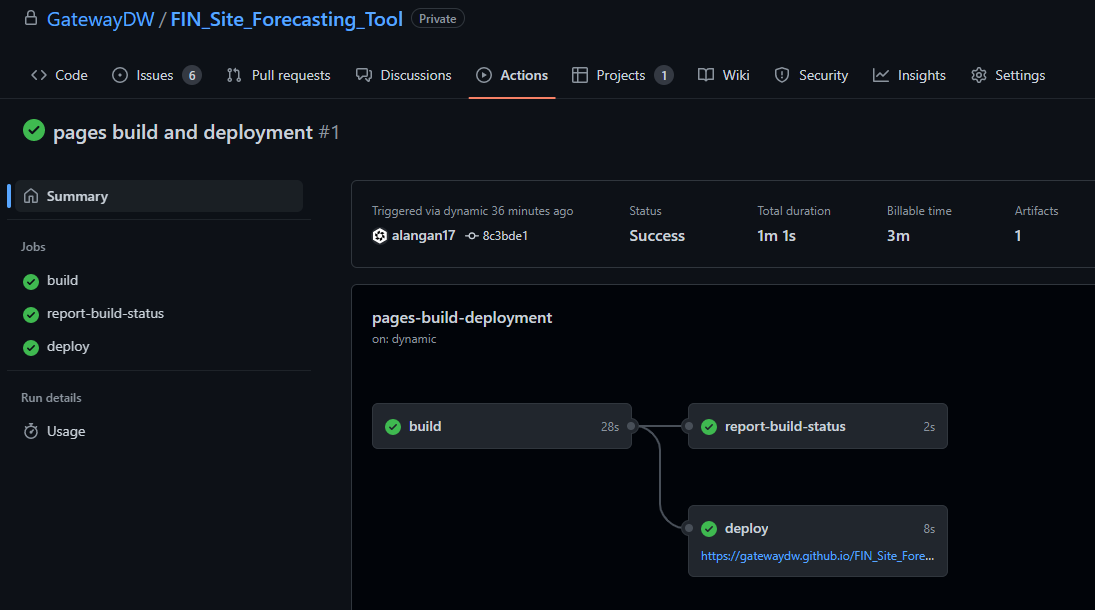 GatewayDW / FIN_Site_Forecasting_Tool Private
Code Issues 6 Pull requests Discussions Actions Projects 1 Wiki Security Insights Settings
pages build and deployment #1
Summary
Jobs
build
report-build-status
deploy
Run details
Usage
Triggered via dynamic 36 minutes ago
alangan17 8c3bde1
Status
Success
Total duration
1m 1s
Billable time
3m
Artifacts
1
pages-build-deployment
on: dynamic
build 28s
report-build-status 2s
deploy 8s
https://gatewaydw.github.io/FIN_Site_Fore...